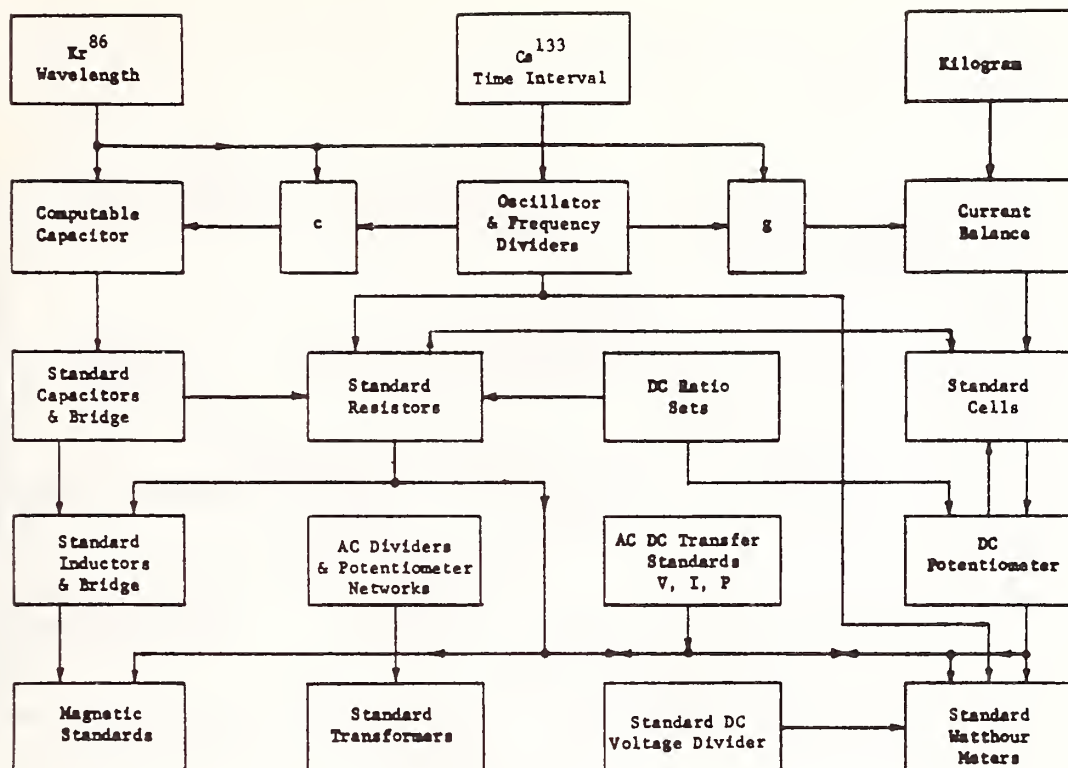 Kr86
Wavelength
Cs133
Time Interval
Kilogram
Computable
Capacitor
c
Oscillator
& Frequency
Dividers
g
Current
Balance
Standard
Capacitors
& Bridge
Standard
Resistors
DC Ratio
Sets
Standard
Cells
Standard
Inductors
& Bridge
AC Dividers
& Potentiometer
Networks
AC DC Transfer
Standards
V, I, P
DC
Potentiometer
Magnetic
Standards
Standard
Transformers
Standard DC
Voltage Divider
Standard
Watthour
Meters